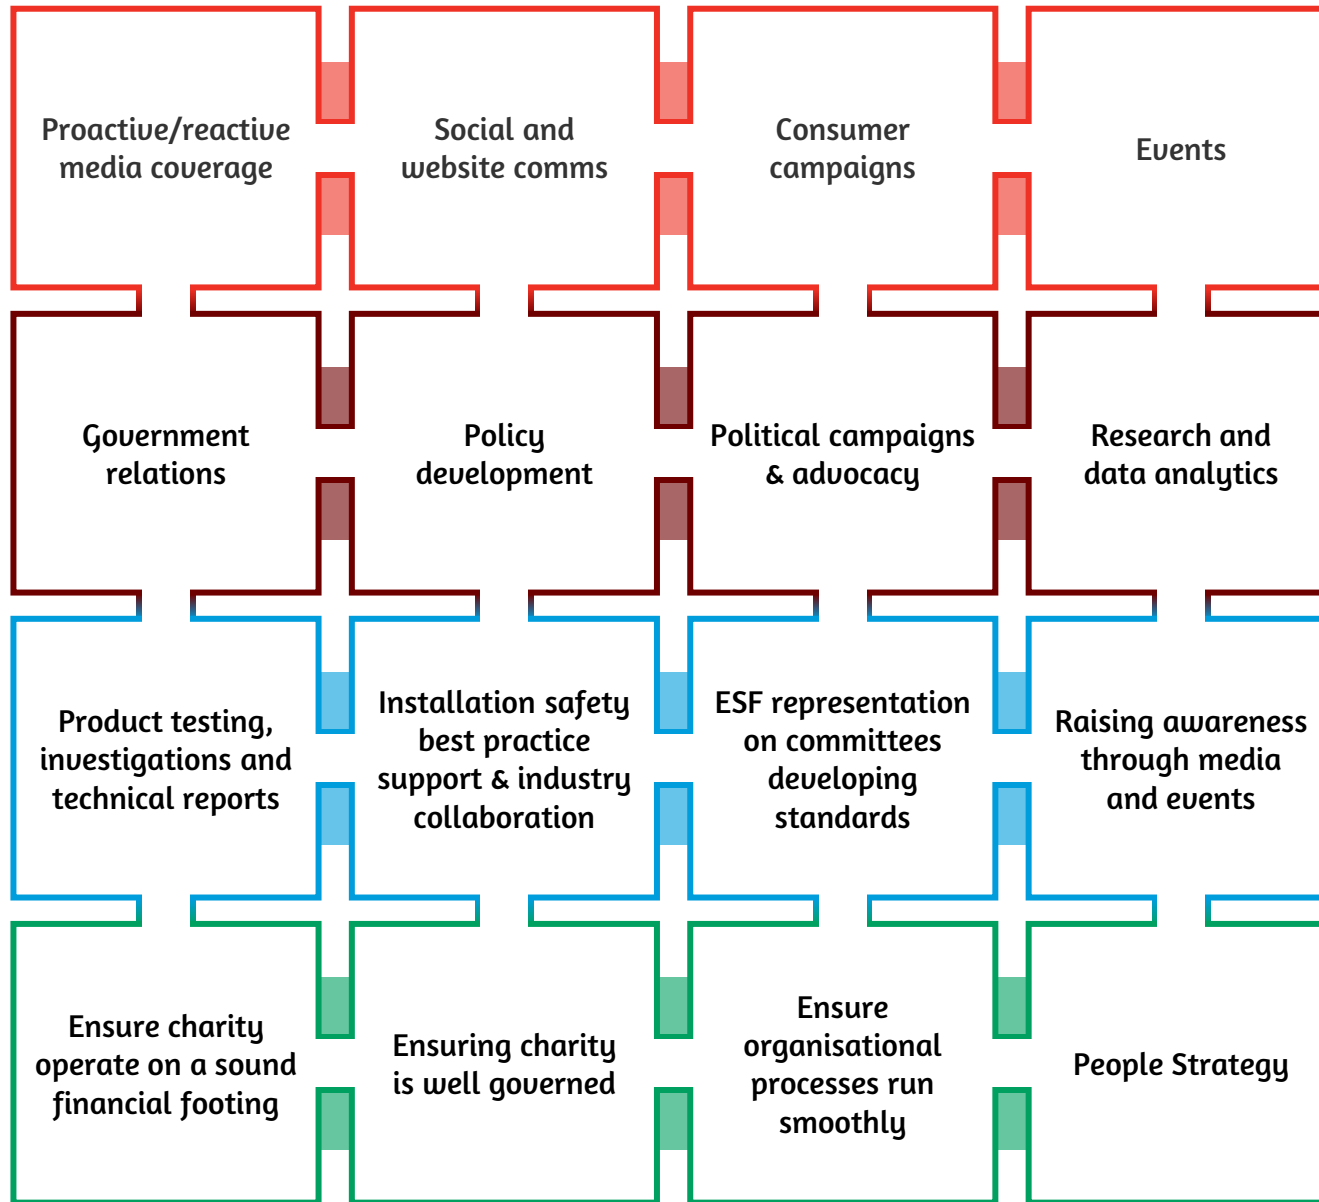 Proactive/reactive
media coverage
Social and
website comms
Consumer
campaigns
Events
Government
relations
Policy
development
Political campaigns
& advocacy
Research and
data analytics
Product testing,
investigations and
technical reports
Installation safety
best practice
support & industry
collaboration
ESF representation
on committees
developing
standards
Raising awareness
through media
and events
Ensure charity
operate on a sound
financial footing
Ensuring charity
is well governed
Ensure
organisational
processes run
smoothly
People Strategy